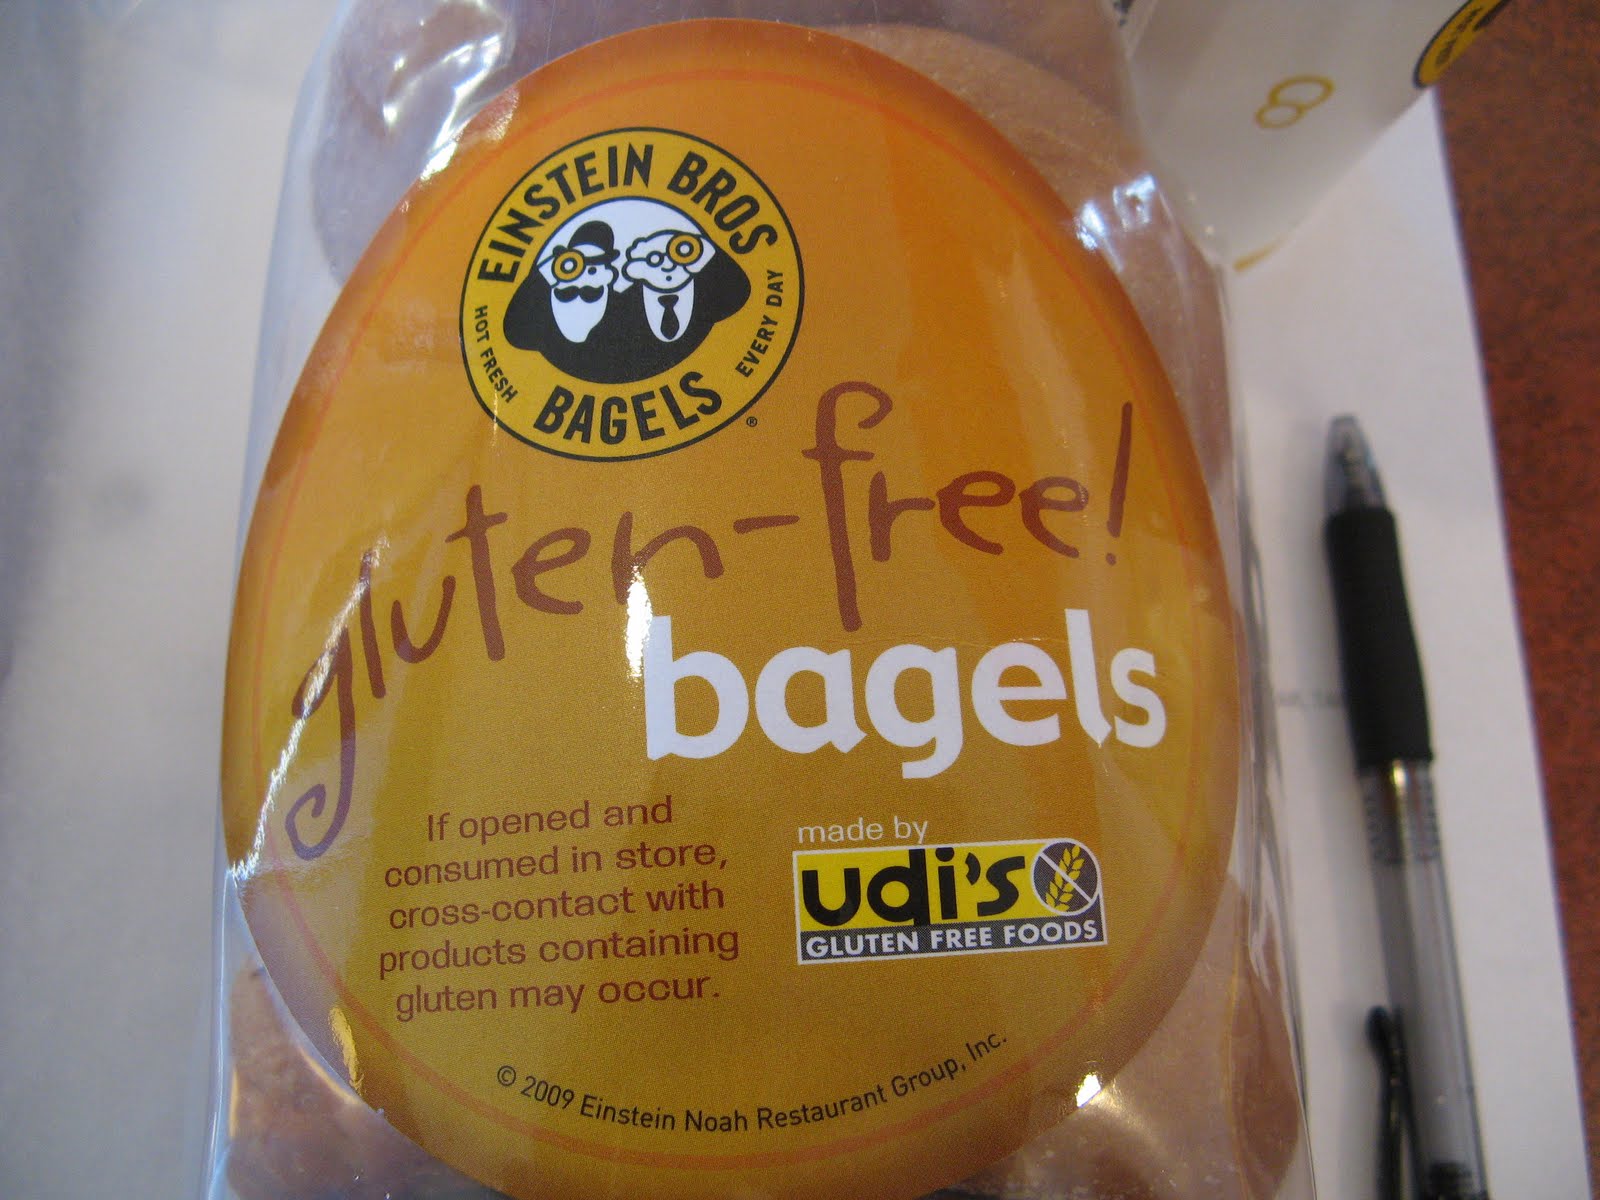 EINSTEIN BROS
HOT FRESH
EVERY DAY
BAGELS
®
gluten-free!
bagels
If opened and
consumed in store,
cross-contact with
products containing
gluten may occur.
made by
udi's
GLUTEN FREE FOODS
© 2009 Einstein Noah Restaurant Group, Inc.